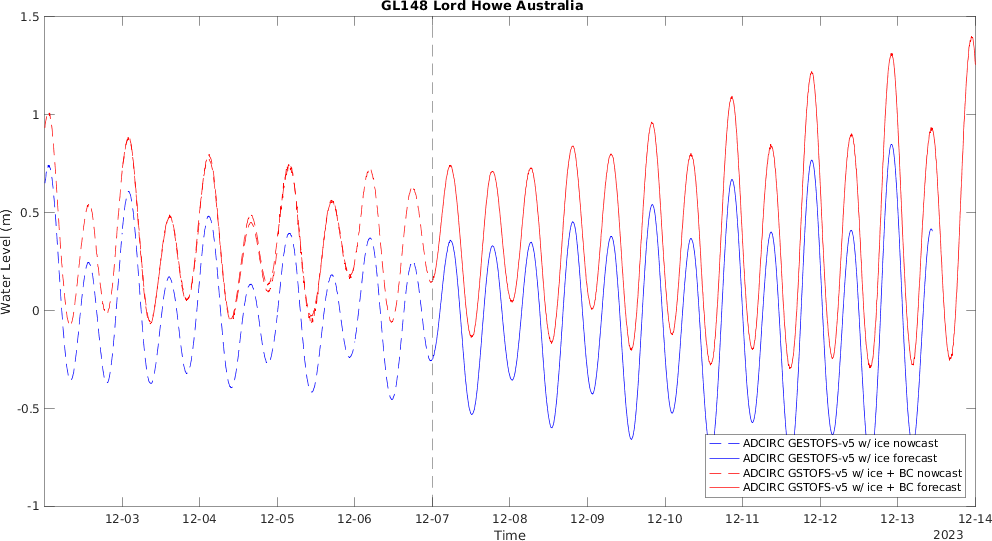 GL148 Lord Howe Australia
1.5
1
0.5
0
-0.5
-1
Water Level (m)
ADCIRC GESTOFS-v5 w/ ice nowcast
ADCIRC GESTOFS-v5 w/ ice forecast
ADCIRC GSTOFS-v5 w/ ice + BC nowcast
ADCIRC GSTOFS-v5 w/ ice + BC forecast
12-03 12-04 12-05 12-06 12-07 12-08 12-09 12-10 12-11 12-12 12-13 12-14
Time
2023